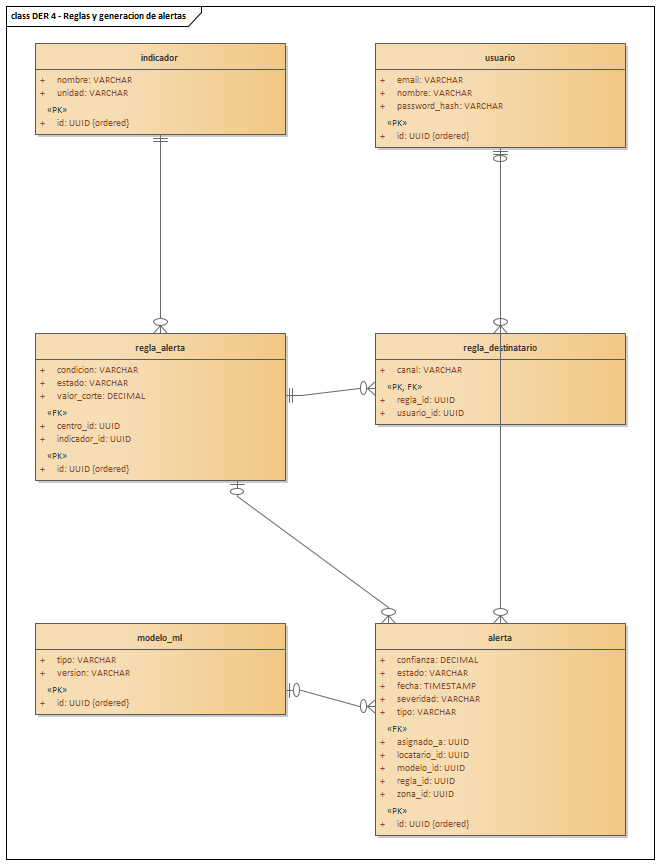 class DER 4 - Reglas y generacion de alertas
indicador
+ nombre: VARCHAR
+ unidad: VARCHAR
«PK»
+ id: UUID {ordered}
usuario
+ email: VARCHAR
+ nombre: VARCHAR
+ password_hash: VARCHAR
«PK»
+ id: UUID {ordered}
regla_alerta
+ condicion: VARCHAR
+ estado: VARCHAR
+ valor_corte: DECIMAL
«FK»
+ centro_id: UUID
+ indicador_id: UUID
«PK»
+ id: UUID {ordered}
regla_destinatario
+ canal: VARCHAR
«PK, FK»
+ regla_id: UUID
+ usuario_id: UUID
modelo_ml
+ tipo: VARCHAR
+ version: VARCHAR
«PK»
+ id: UUID {ordered}
alerta
+ confianza: DECIMAL
+ estado: VARCHAR
+ fecha: TIMESTAMP
+ severidad: VARCHAR
+ tipo: VARCHAR
«FK»
+ asignado_a: UUID
+ locatario_id: UUID
+ modelo_id: UUID
+ regla_id: UUID
+ zona_id: UUID
«PK»
+ id: UUID {ordered}